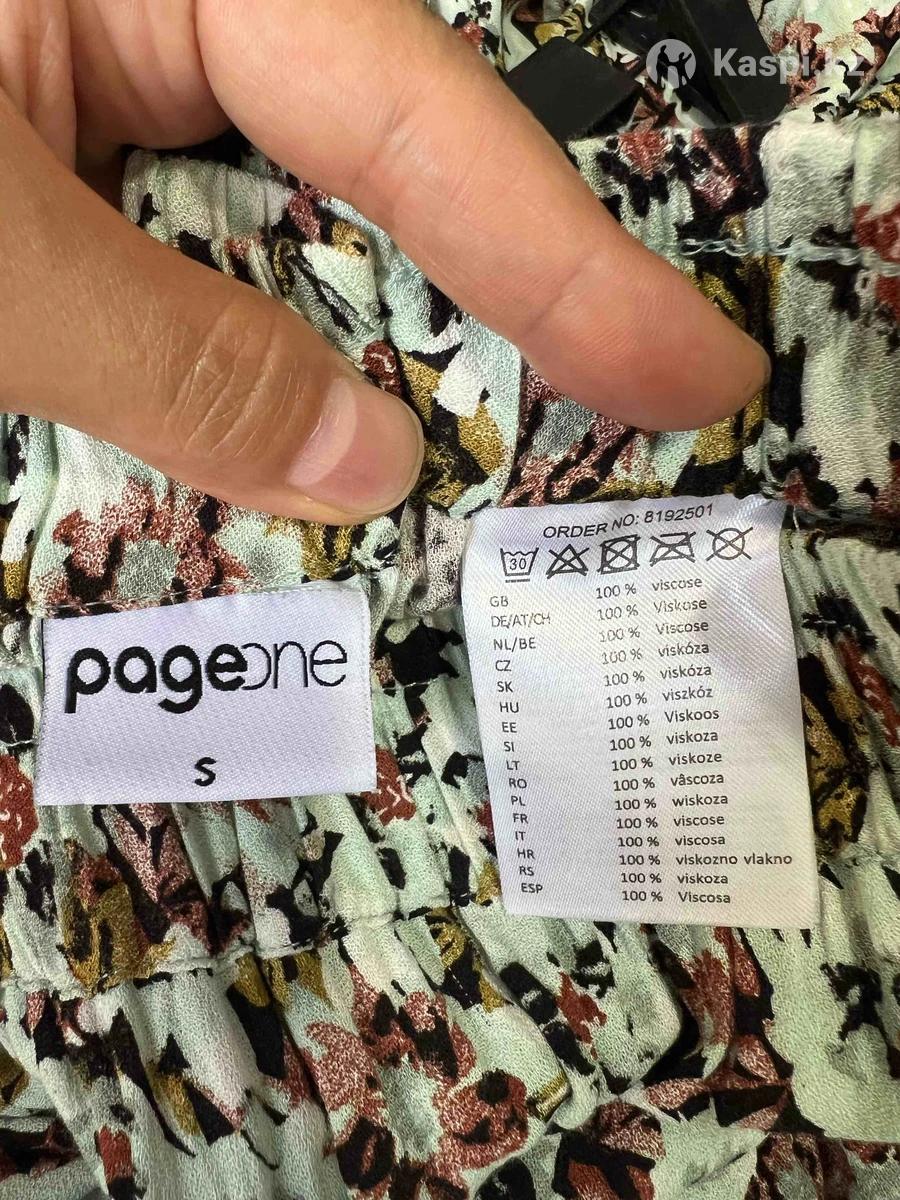 Kaspi.kz
ORDER NO: 8192501
30
GB 100 % viscose
DE/AT/CH 100 % Viskose
NL/BE 100 % Viscose
CZ 100 % viskóza
SK 100 % viskóza
HU 100 % viszkóz
EE 100 % Viskoos
SI 100 % viskoza
LT 100 % viskoze
RO 100 % vâscoza
PL 100 % wiskoza
FR 100 % viscose
IT 100 % viscosa
HR 100 % viskozno vlakno
RS 100 % viskoza
ESP 100 % Viscosa
pageone
S